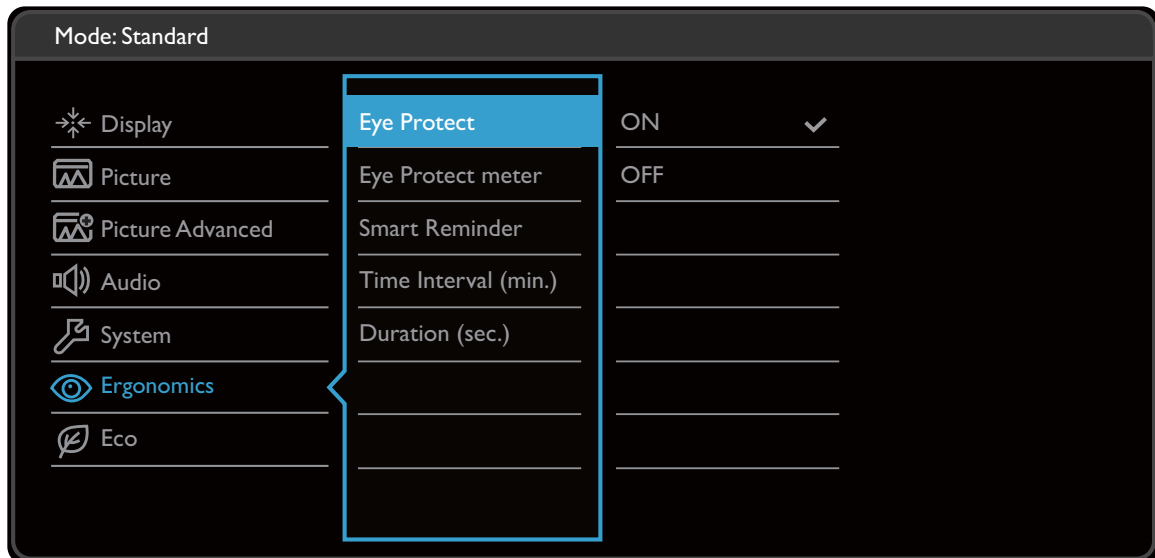 Mode: Standard
Display
Picture
Picture Advanced
Audio
System
Ergonomics
Eco
Eye Protect
Eye Protect meter
Smart Reminder
Time Interval (min.)
Duration (sec.)
ON
OFF